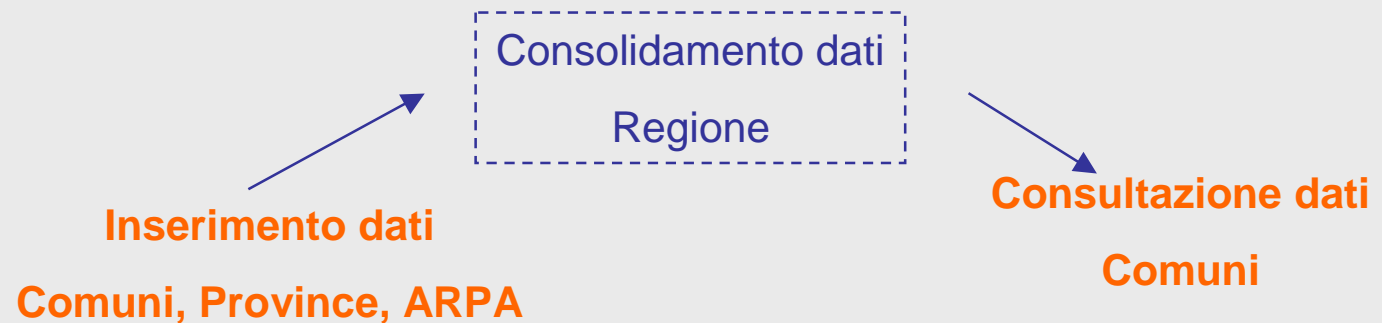 Consolidamento dati
Regione
Inserimento dati
Comuni, Province, ARPA
Consultazione dati
Comuni